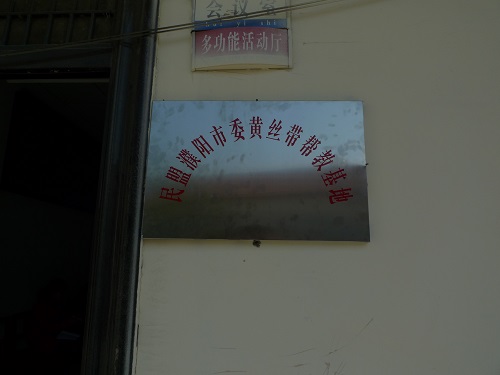 会议室
多功能活动厅
民盟濮阳市委黄丝带帮教基地